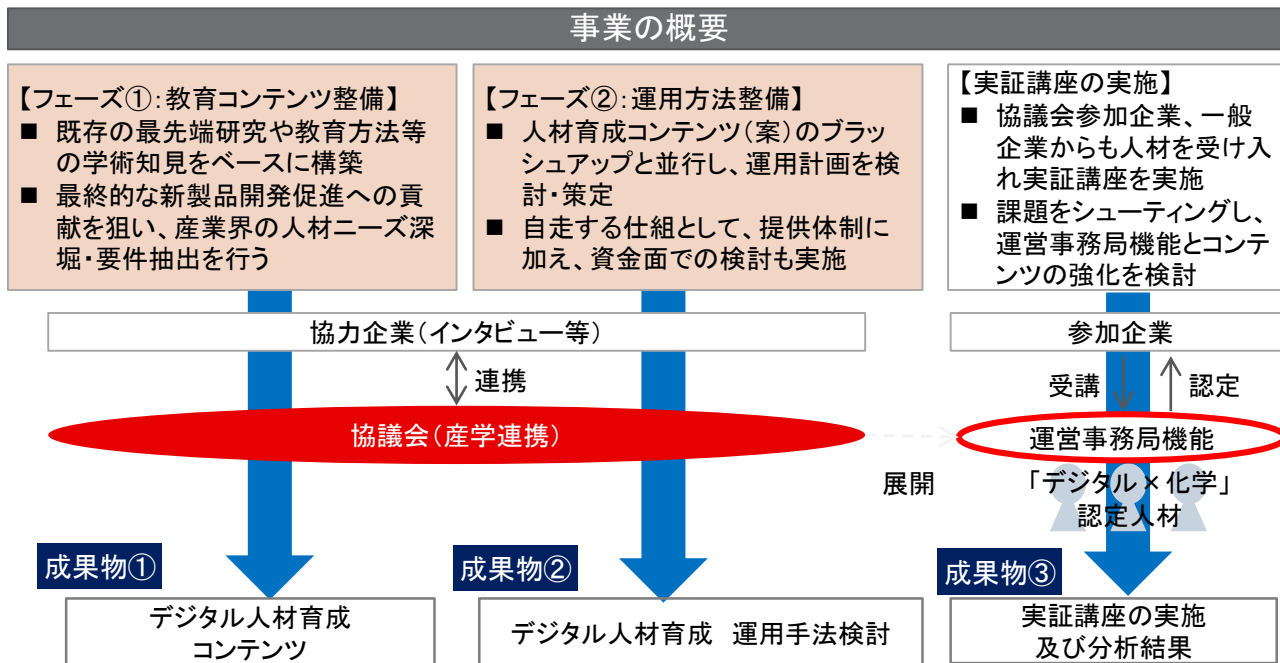 事業の概要
【フェーズ①：教育コンテンツ整備】
■ 既存の最先端研究や教育方法等
の学術知見をベースに構築
■ 最終的な新製品開発促進への貢
献を狙い、産業界の人材ニーズ深
堀・要件抽出を行う
【フェーズ②：運用方法整備】
■ 人材育成コンテンツ（案）のブラッ
シュアップと並行し、運用計画を検
討・策定
■ 自走する仕組として、提供体制に
加え、資金面での検討も実施
【実証講座の実施】
■ 協議会参加企業、一般
企業からも人材を受け入
れ実証講座を実施
■ 課題をシューティングし、
運営事務局機能とコンテ
ンツの強化を検討
協力企業（インタビュー等）
参加企業
連携
受講
認定
協議会（産学連携）
運営事務局機能
展開
「デジタル×化学」
認定人材
成果物①
成果物②
成果物③
デジタル人材育成
コンテンツ
デジタル人材育成 運用手法検討
実証講座の実施
及び分析結果